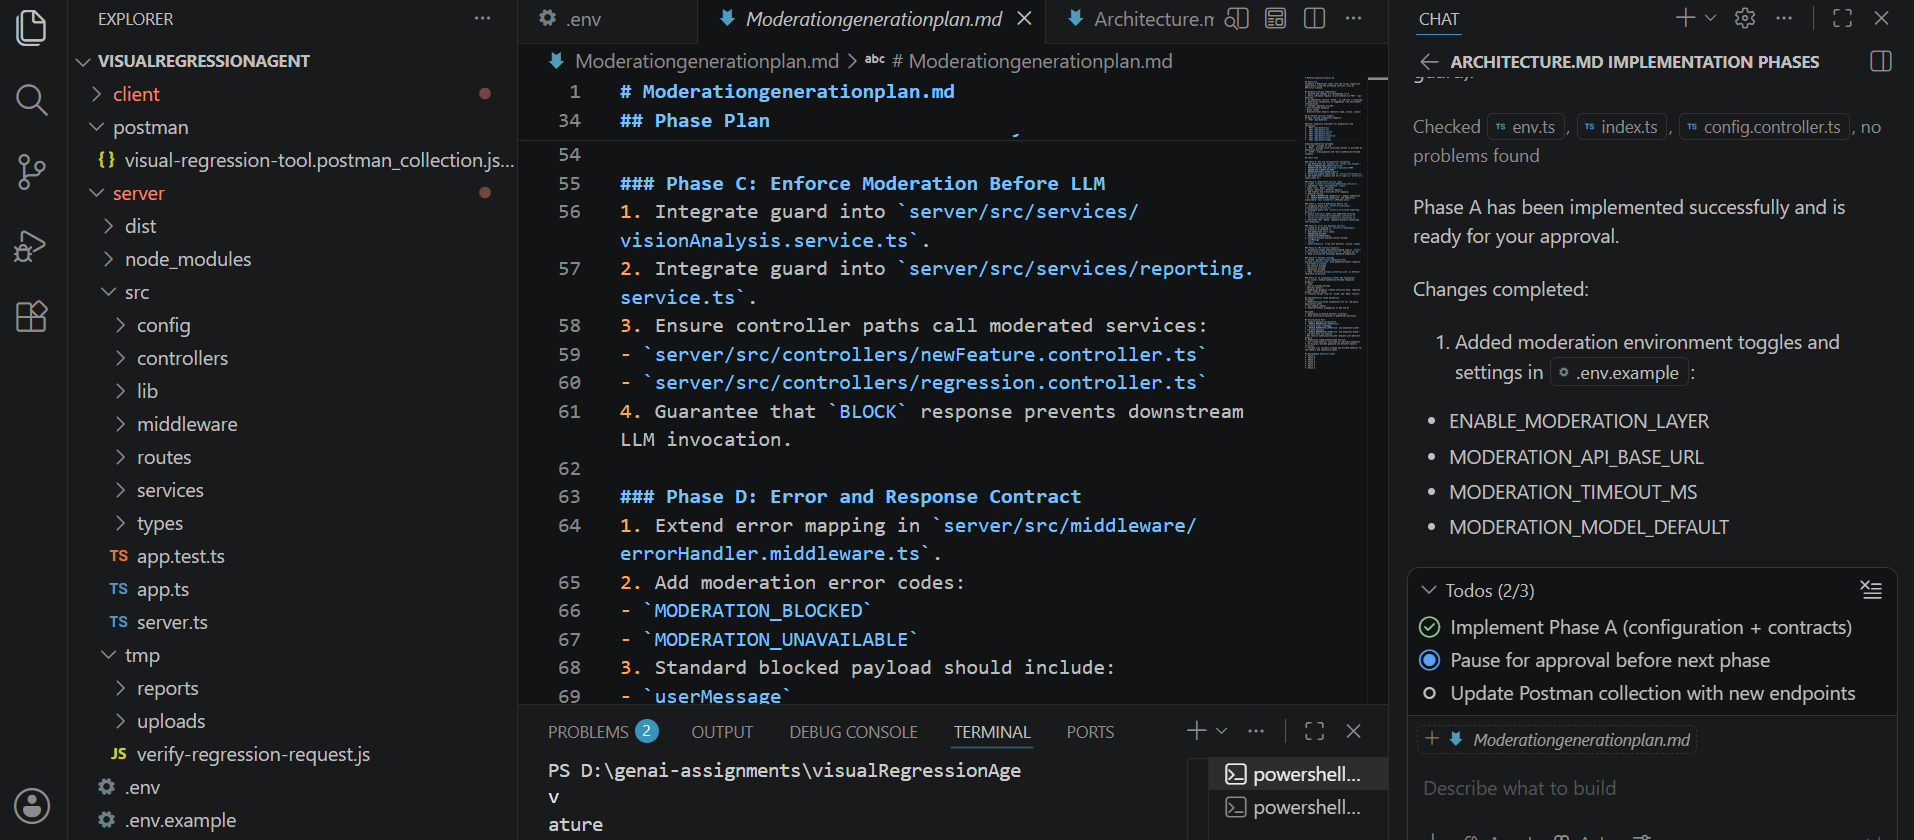 EXPLORER
VISUALREGRESSIONAGENT
client
postman
{} visual-regression-tool.postman_collection.js...
server
dist
node_modules
src
config
controllers
lib
middleware
routes
services
types
TS app.test.ts
TS app.ts
TS server.ts
tmp
reports
uploads
JS verify-regression-request.js
.env
.env.example
.env
Moderationgenerationplan.md
Architecture.m
Moderationgenerationplan.md > abc # Moderationgenerationplan.md
1 # Moderationgenerationplan.md
34 ## Phase Plan
54
55 ### Phase C: Enforce Moderation Before LLM
56 1. Integrate guard into `server/src/services/
visionAnalysis.service.ts`.
57 2. Integrate guard into `server/src/services/reporting.
service.ts`.
58 3. Ensure controller paths call moderated services:
59 - `server/src/controllers/newFeature.controller.ts`
60 - `server/src/controllers/regression.controller.ts`
61 4. Guarantee that `BLOCK` response prevents downstream
LLM invocation.
62
63 ### Phase D: Error and Response Contract
64 1. Extend error mapping in `server/src/middleware/
errorHandler.middleware.ts`.
65 2. Add moderation error codes:
66 - `MODERATION_BLOCKED`
67 - `MODERATION_UNAVAILABLE`
68 3. Standard blocked payload should include:
69 - `userMessage`
PROBLEMS 2 OUTPUT DEBUG CONSOLE TERMINAL PORTS
PS D:\genai-assignments\visualRegressionAge
v
ature
powershell...
powershell...
CHAT
ARCHITECTURE.MD IMPLEMENTATION PHASES
Checked TS env.ts, TS index.ts, TS config.controller.ts, no
problems found
Phase A has been implemented successfully and is
ready for your approval.
Changes completed:
1. Added moderation environment toggles and
settings in .env.example:
• ENABLE_MODERATION_LAYER
• MODERATION_API_BASE_URL
• MODERATION_TIMEOUT_MS
• MODERATION_MODEL_DEFAULT
Todos (2/3)
Implement Phase A (configuration + contracts)
Pause for approval before next phase
Update Postman collection with new endpoints
Moderationgenerationplan.md
Describe what to build